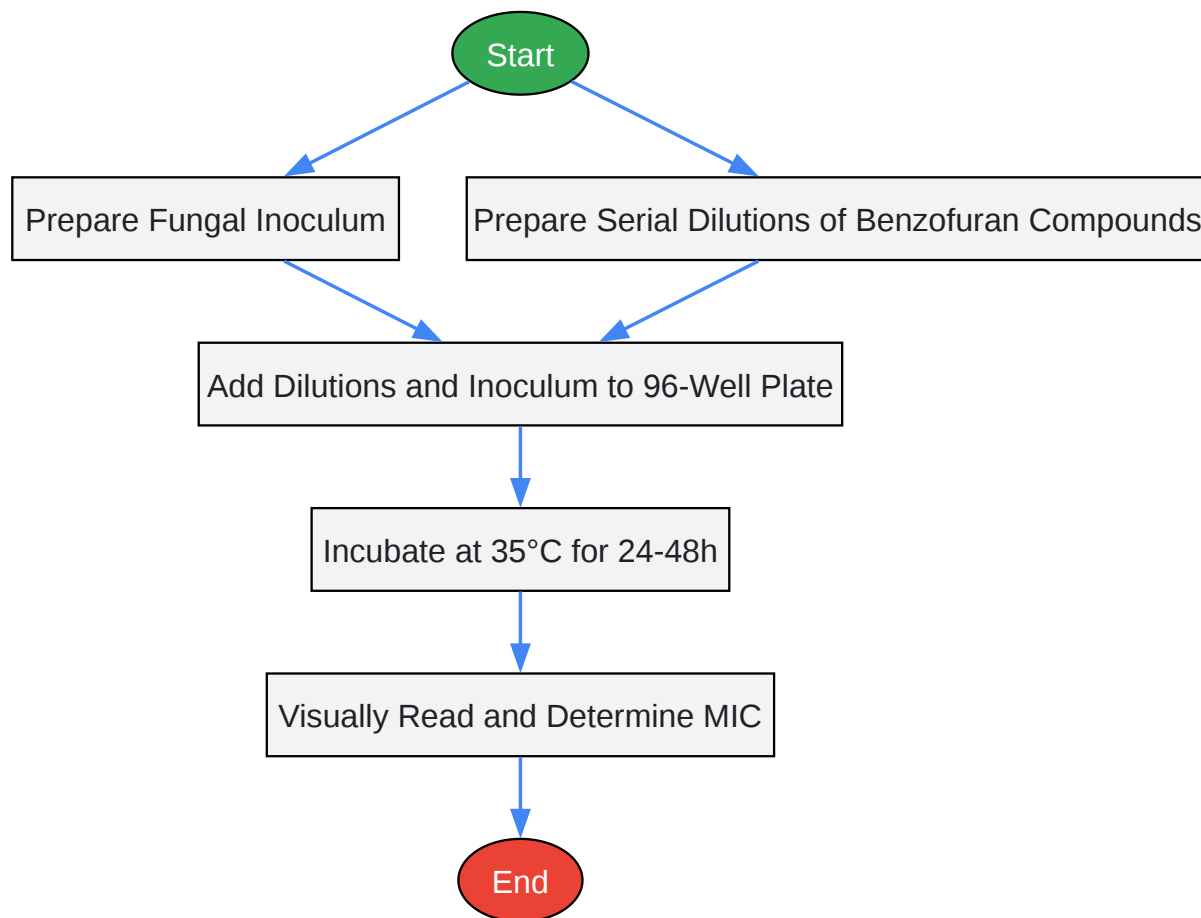 Start
Prepare Fungal Inoculum
Prepare Serial Dilutions of Benzofuran Compounds
Add Dilutions and Inoculum to 96-Well Plate
Incubate at 35°C for 24-48h
Visually Read and Determine MIC
End